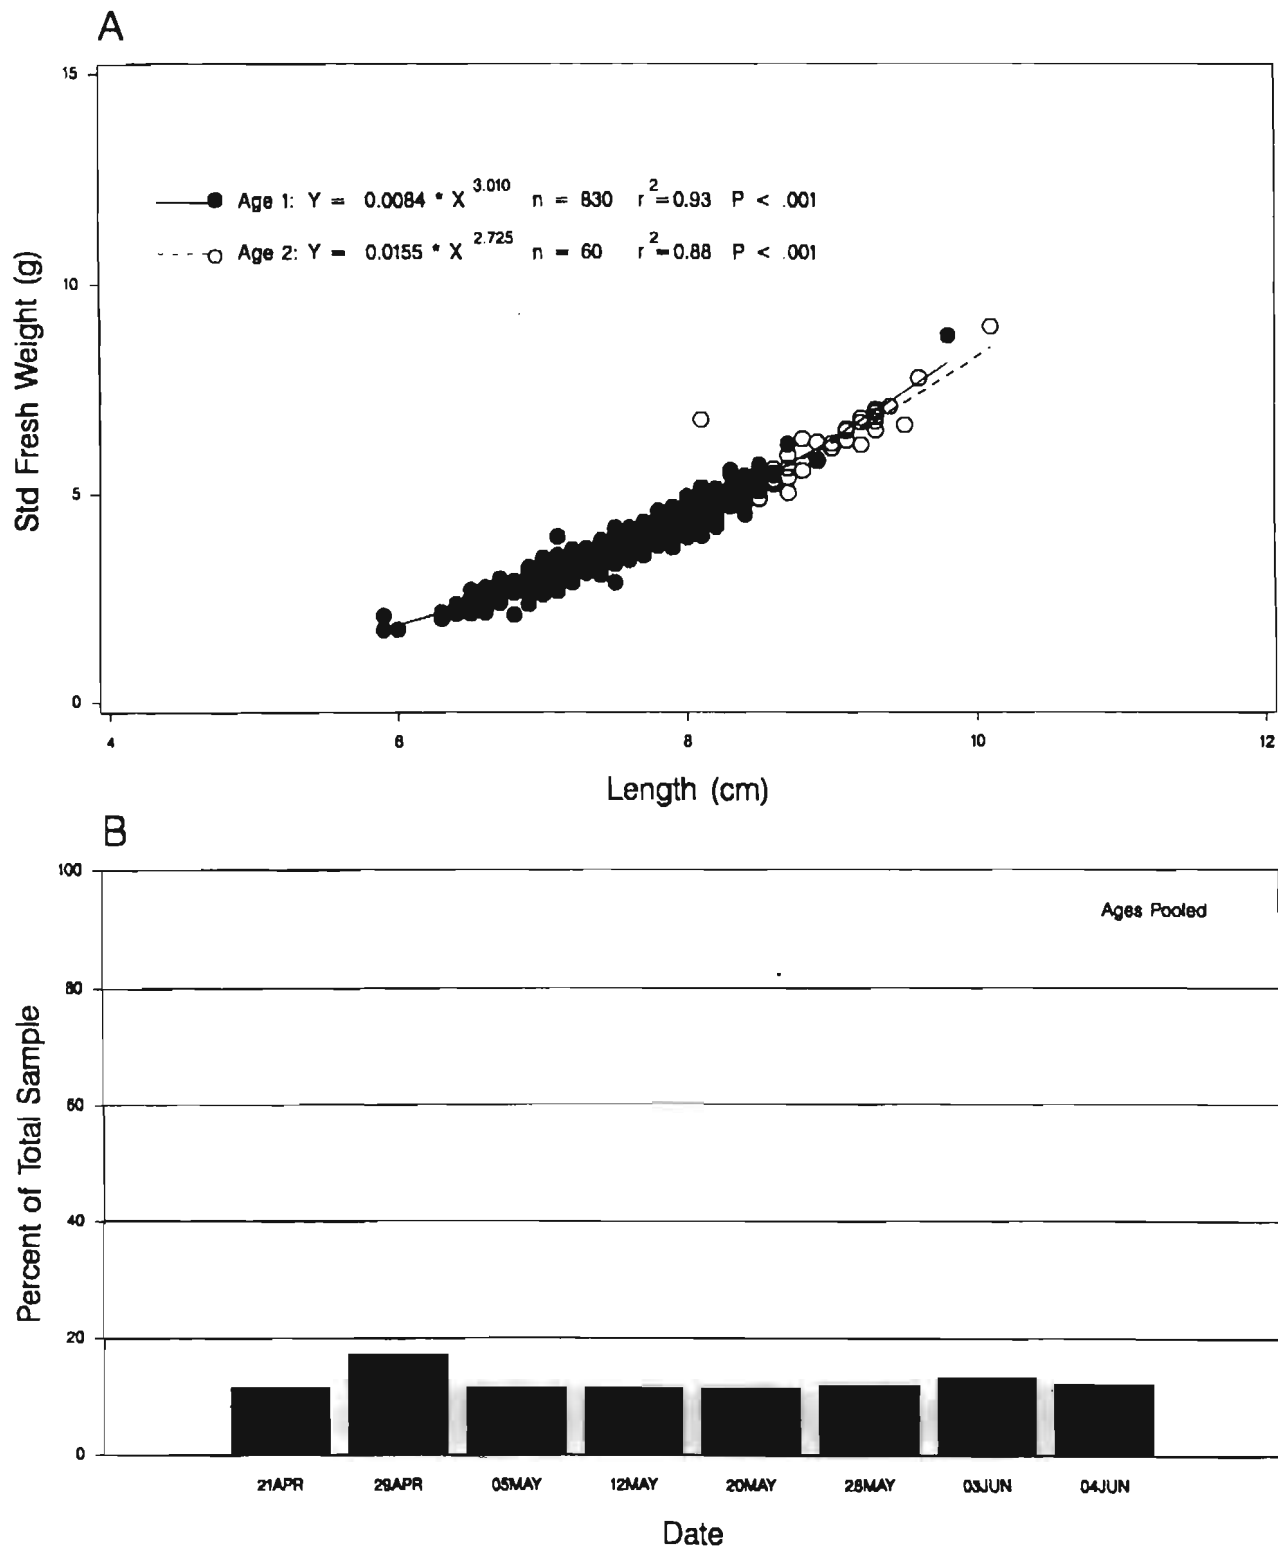 A
15
Age 1: Y = 0.0084 * X 3.010 n = 830 r 2 = 0.93 P < .001
Age 2: Y = 0.0155 * X 2.725 n = 60 r 2 = 0.88 P < .001
10
5
0
Std Fresh Weight (g)
4 6 8 10 12
Length (cm)
B
100
Ages Pooled
80
60
40
20
0
Percent of Total Sample
21APR 29APR 05MAY 12MAY 20MAY 28MAY 03JUN 04JUN
Date